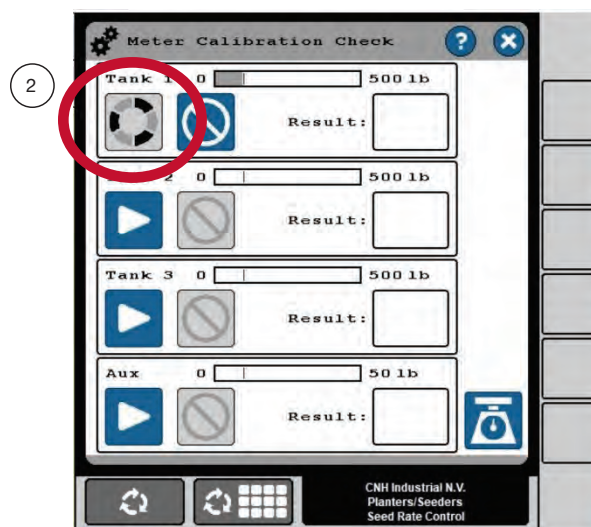 Meter Calibration Check ?
2
Tank 1 0 500 lb
Result:
2 0 500 lb
Result:
Tank 3 0 500 lb
Result:
Aux 0 50 lb
Result:
CNH Industrial N.V.
Planters/Seeders
Seed Rate Control